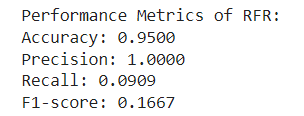 Performance Metrics of RFR:
Accuracy: 0.9500
Precision: 1.0000
Recall: 0.0909
F1-score: 0.1667